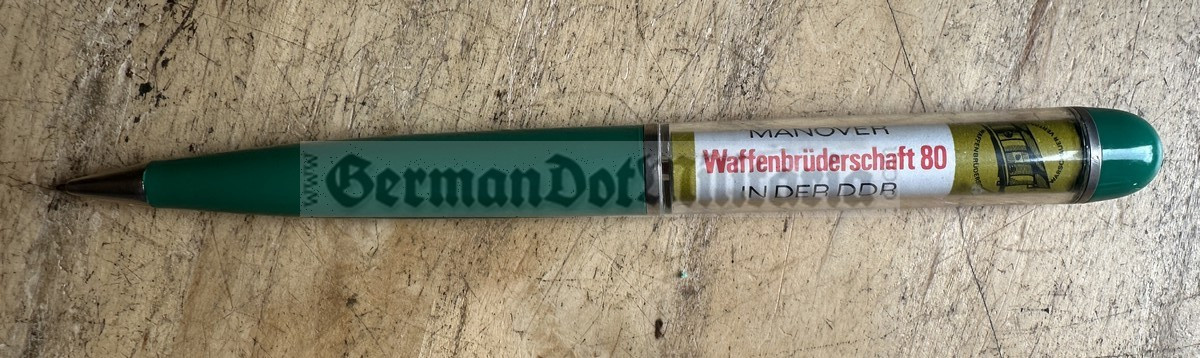 MANÖVER
Waffenbrüderschaft 80
IN DER DDR
www.GermanDot